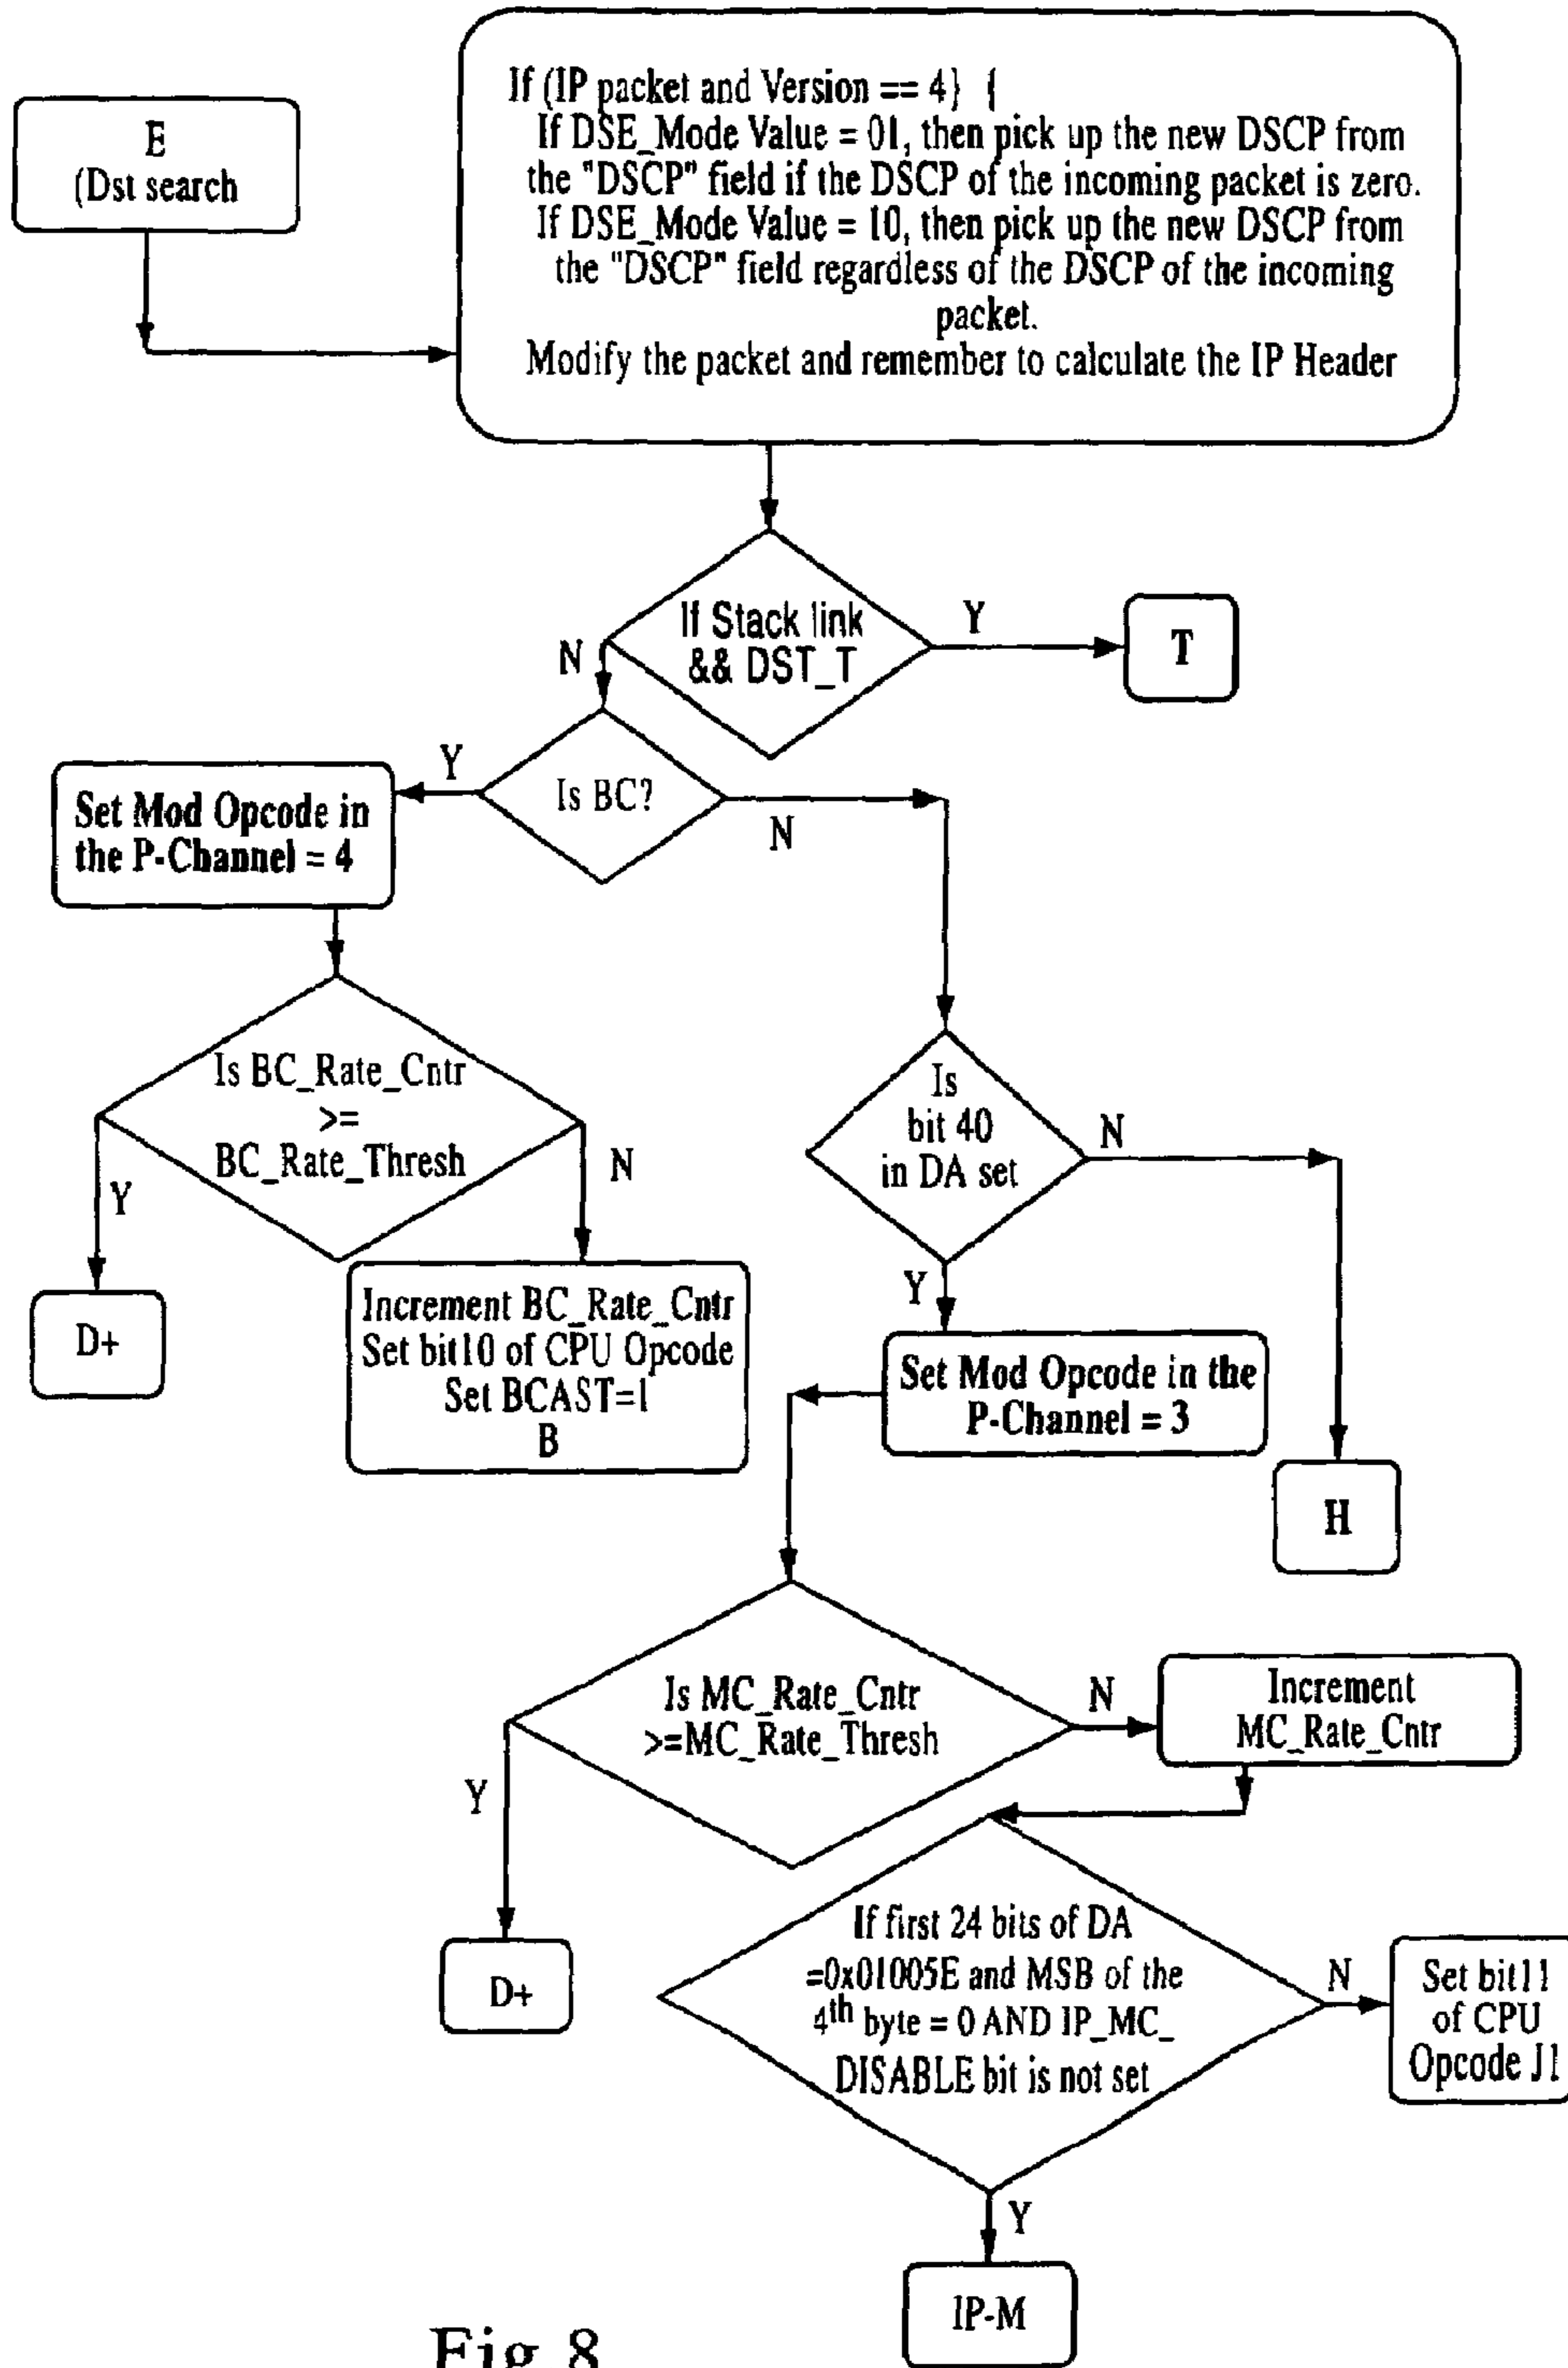 E
(Dst search
If (IP packet and Version == 4}  {
If DSE_Mode Value = 01, then pick up the new DSCP from
the "DSCP" field if the DSCP of the incoming packet is zero.
If DSE_Mode Value = 10, then pick up the new DSCP from
the "DSCP" field regardless of the DSCP of the incoming
packet.
Modify the packet and remember to calculate the IP Header
If Stack link
&& DST_T
Y
T
N
Is BC?
Y
N
Set Mod Opcode in
the P-Channel = 4
Is BC_Rate_Cntr
>=
BC_Rate_Thresh
Y
N
D+
Increment BC_Rate_Cntr
Set bit10 of CPU Opcode
Set BCAST=1
B
Is
bit 40
in DA set
N
Y
Set Mod Opcode in the
P-Channel = 3
H
Is MC_Rate_Cntr
>=MC_Rate_Thresh
N
Increment
MC_Rate_Cntr
Y
D+
If first 24 bits of DA
=0x01005E and MSB of the
4th byte = 0 AND IP_MC_
DISABLE bit is not set
N
Set bit11
of CPU
Opcode J1
Y
IP-M
Fig 8